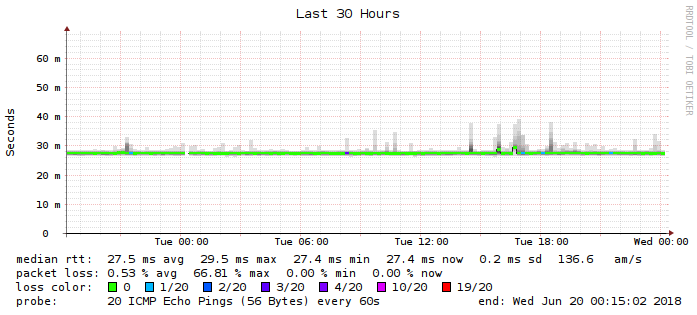 Last 30 Hours
RRDTOOL / TOBI OETIKER
Seconds
60 m
50 m
40 m
30 m
20 m
10 m
0
Tue 00:00 Tue 06:00 Tue 12:00 Tue 18:00 Wed 00:00
median rtt: 27.5 ms avg 29.5 ms max 27.4 ms min 27.4 ms now 0.2 ms sd 136.6 am/s
packet loss: 0.53 % avg 66.81 % max 0.00 % min 0.00 % now
loss color: 0 1/20 2/20 3/20 4/20 10/20 19/20
probe: 20 ICMP Echo Pings (56 Bytes) every 60s end: Wed Jun 20 00:15:02 2018